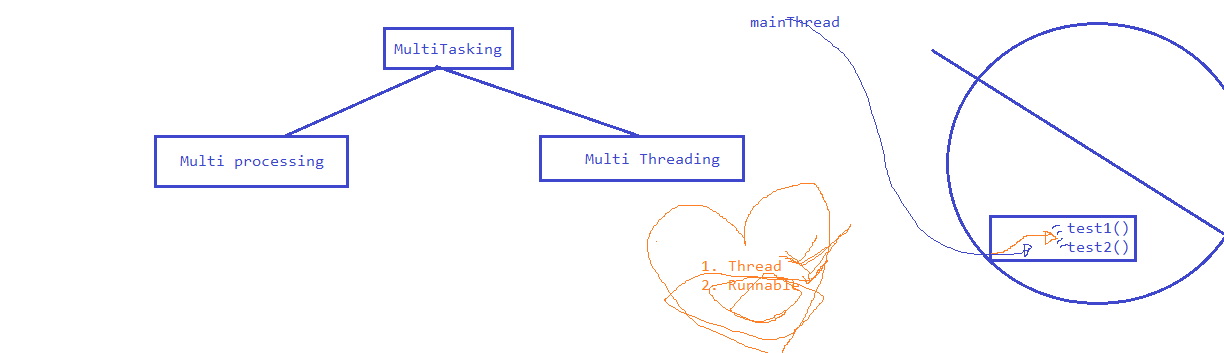 MultiTasking
Multi processing
Multi Threading
mainThread
1. Thread
2. Runnable
test1()
test2()